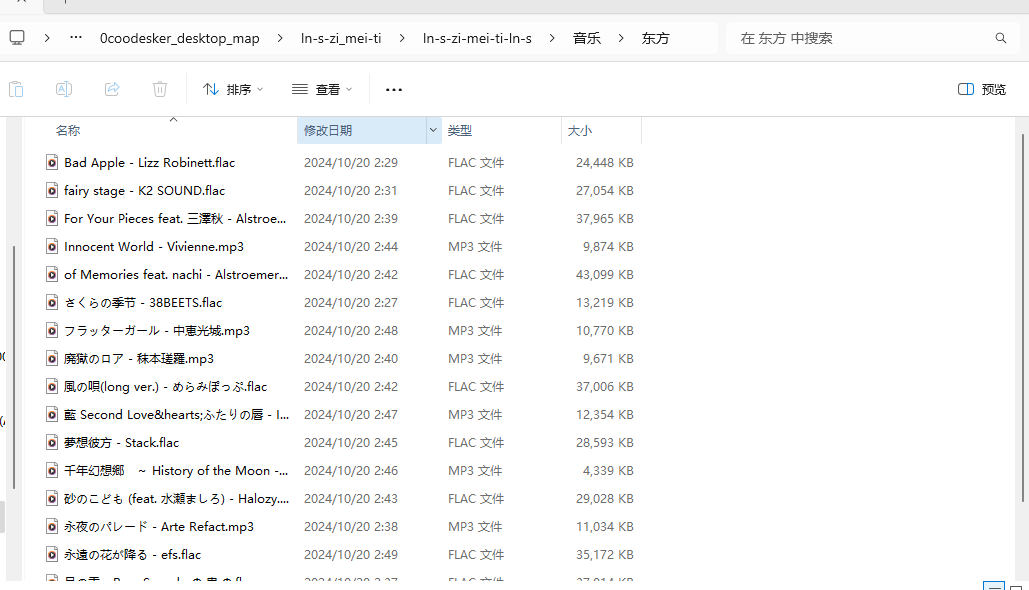 0coodesker_desktop_map > ln-s-zi_mei-ti > ln-s-zi-mei-ti-ln-s > 音乐 > 东方 在 东方 中搜索
排序 查看 预览
名称 修改日期 类型 大小
Bad Apple - Lizz Robinett.flac 2024/10/20 2:29 FLAC 文件 24,448 KB
fairy stage - K2 SOUND.flac 2024/10/20 2:31 FLAC 文件 27,054 KB
For Your Pieces feat. 三澤秋 - Alstroe... 2024/10/20 2:39 FLAC 文件 37,965 KB
Innocent World - Vivienne.mp3 2024/10/20 2:44 MP3 文件 9,874 KB
of Memories feat. nachi - Alstroemer... 2024/10/20 2:42 FLAC 文件 43,099 KB
さくらの季节 - 38BEETS.flac 2024/10/20 2:27 FLAC 文件 13,219 KB
フラッターガール - 中恵光城.mp3 2024/10/20 2:48 MP3 文件 10,770 KB
廃獄のロア - 秣本瑳羅.mp3 2024/10/20 2:40 MP3 文件 9,671 KB
風の唄(long ver.) - めらみぽっぷ.flac 2024/10/20 2:42 FLAC 文件 37,006 KB
藍 Second Love&hearts;ふたりの唇 - I... 2024/10/20 2:47 MP3 文件 12,354 KB
夢想彼方 - Stack.flac 2024/10/20 2:45 FLAC 文件 28,593 KB
千年幻想郷　~ History of the Moon -... 2024/10/20 2:46 MP3 文件 4,339 KB
砂のこども (feat. 水瀬ましろ) - Halozy.... 2024/10/20 2:43 FLAC 文件 29,028 KB
永夜のパレード - Arte Refact.mp3 2024/10/20 2:38 MP3 文件 11,034 KB
永遠の花が降る - efs.flac 2024/10/20 2:49 FLAC 文件 35,172 KB